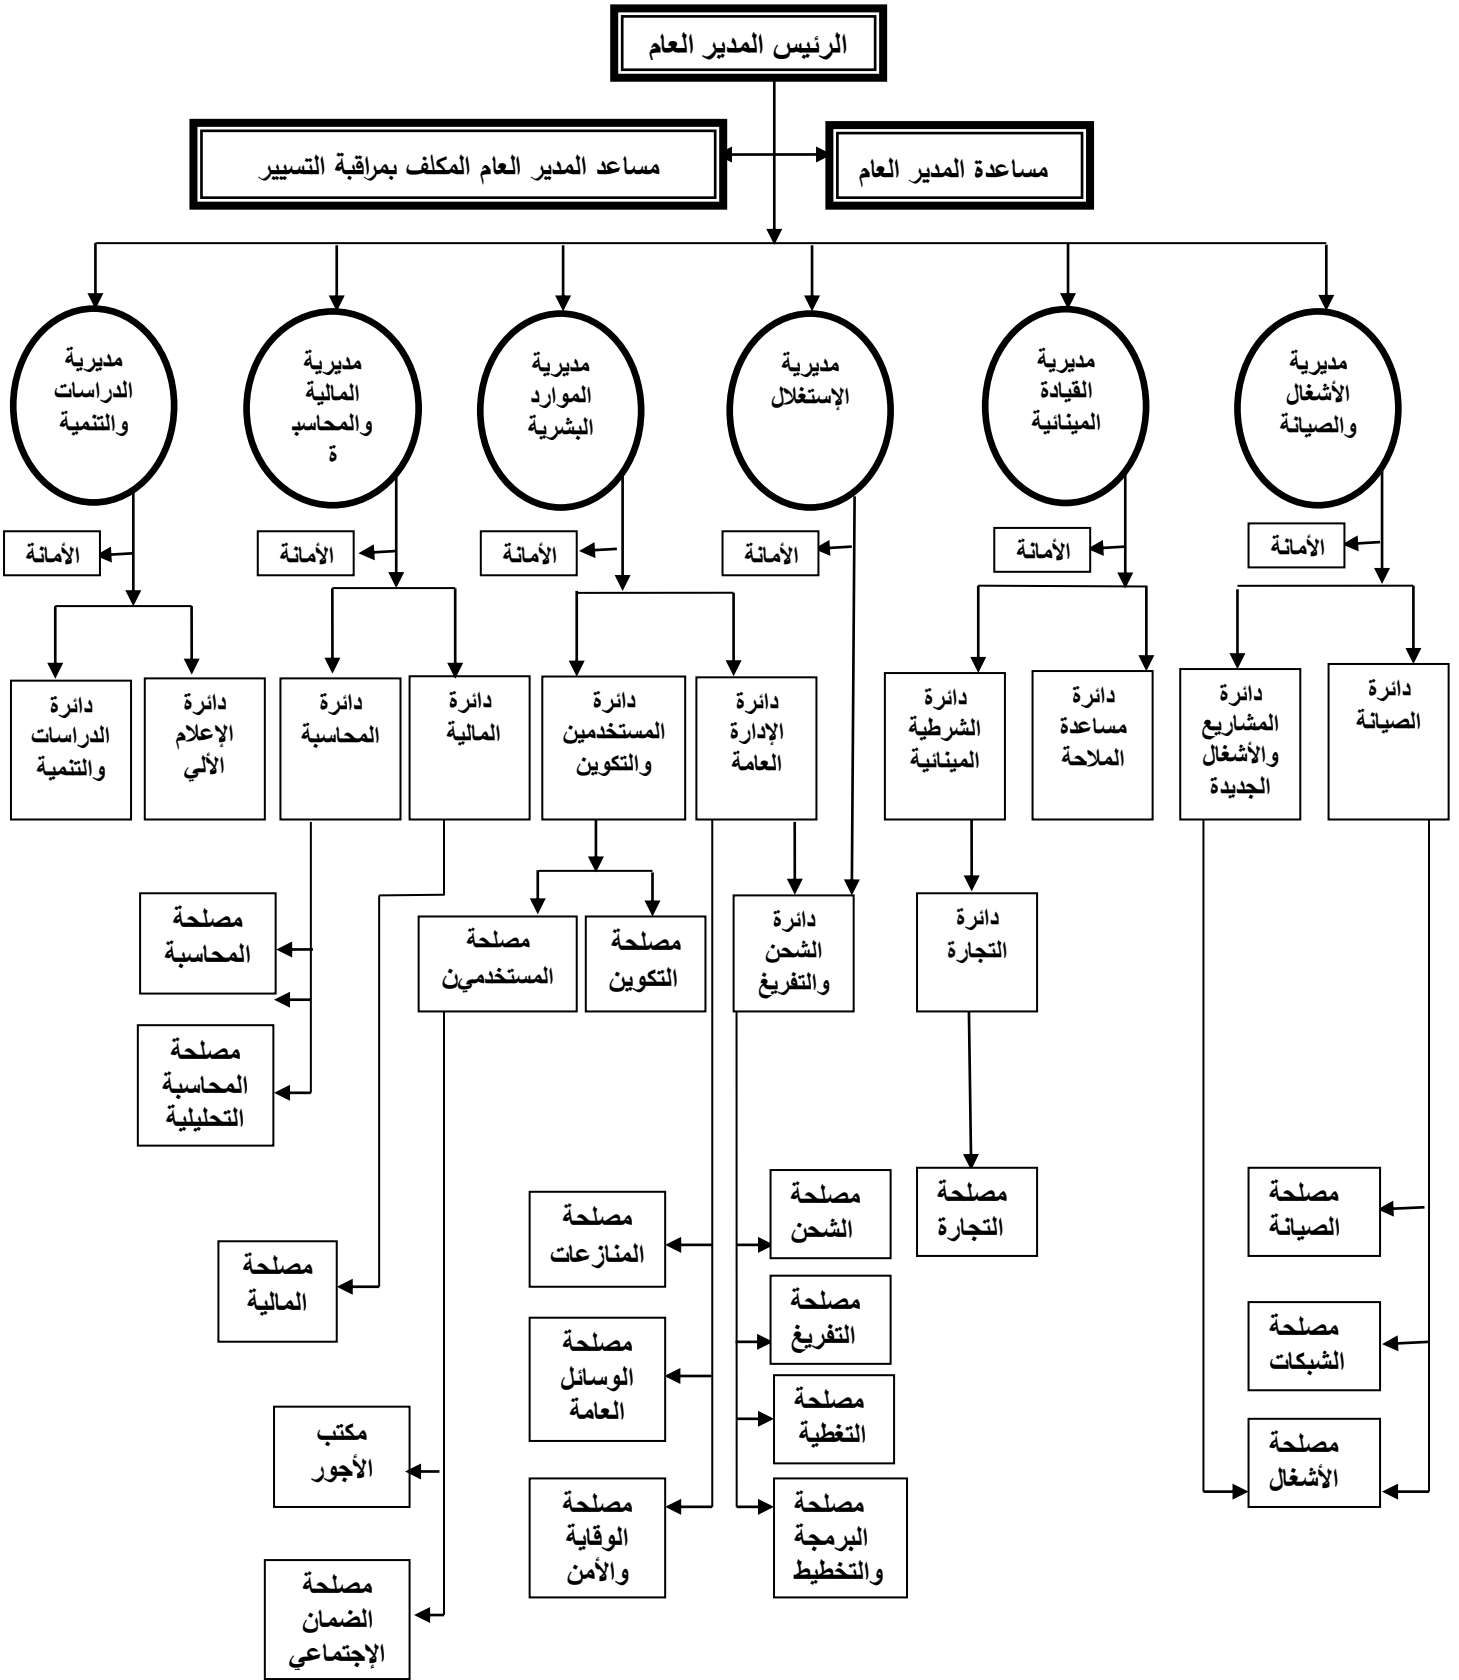 الرئيس المدير العام
مساعدة المدير العام
مساعد المدير العام المكلف بمراقبة التسيير
مديرية
الأشغال
والصيانة
مديرية
القيادة
المينائية
مديرية
الإستغلال
مديرية
الموارد
البشرية
مديرية
المالية
والمحاسبـ
ة
مديرية
الدراسات
والتنمية
الأمانة
الأمانة
الأمانة
الأمانة
الأمانة
الأمانة
دائرة
الصيانة
دائرة
المشاريع
والأشغال
الجديدة
دائرة
مساعدة
الملاحة
دائرة
الشرطية
المينائية
دائرة
الإدارة
العامة
دائرة
المستخدمين
والتكوين
دائرة
المالية
دائرة
المحاسبة
دائرة
الإعلام
الألي
دائرة
الدراسات
والتنمية
دائرة
التجارة
دائرة
الشحن
والتفريغ
مصلحة
التكوين
مصلحة
المستخدمين
مصلحة
المحاسبة
مصلحة
المحاسبة
التحليلية
مصلحة
الصيانة
مصلحة
التجارة
مصلحة
الشحن
مصلحة
المنازعات
مصلحة
المالية
مصلحة
الشبكات
مصلحة
التفريغ
مصلحة
الوسائل
العامة
مصلحة
الأشغال
مصلحة
التغطية
مكتب
الأجور
مصلحة
البرمجة
والتخطيط
مصلحة
الوقاية
والأمن
مصلحة
الضمان
الإجتماعي